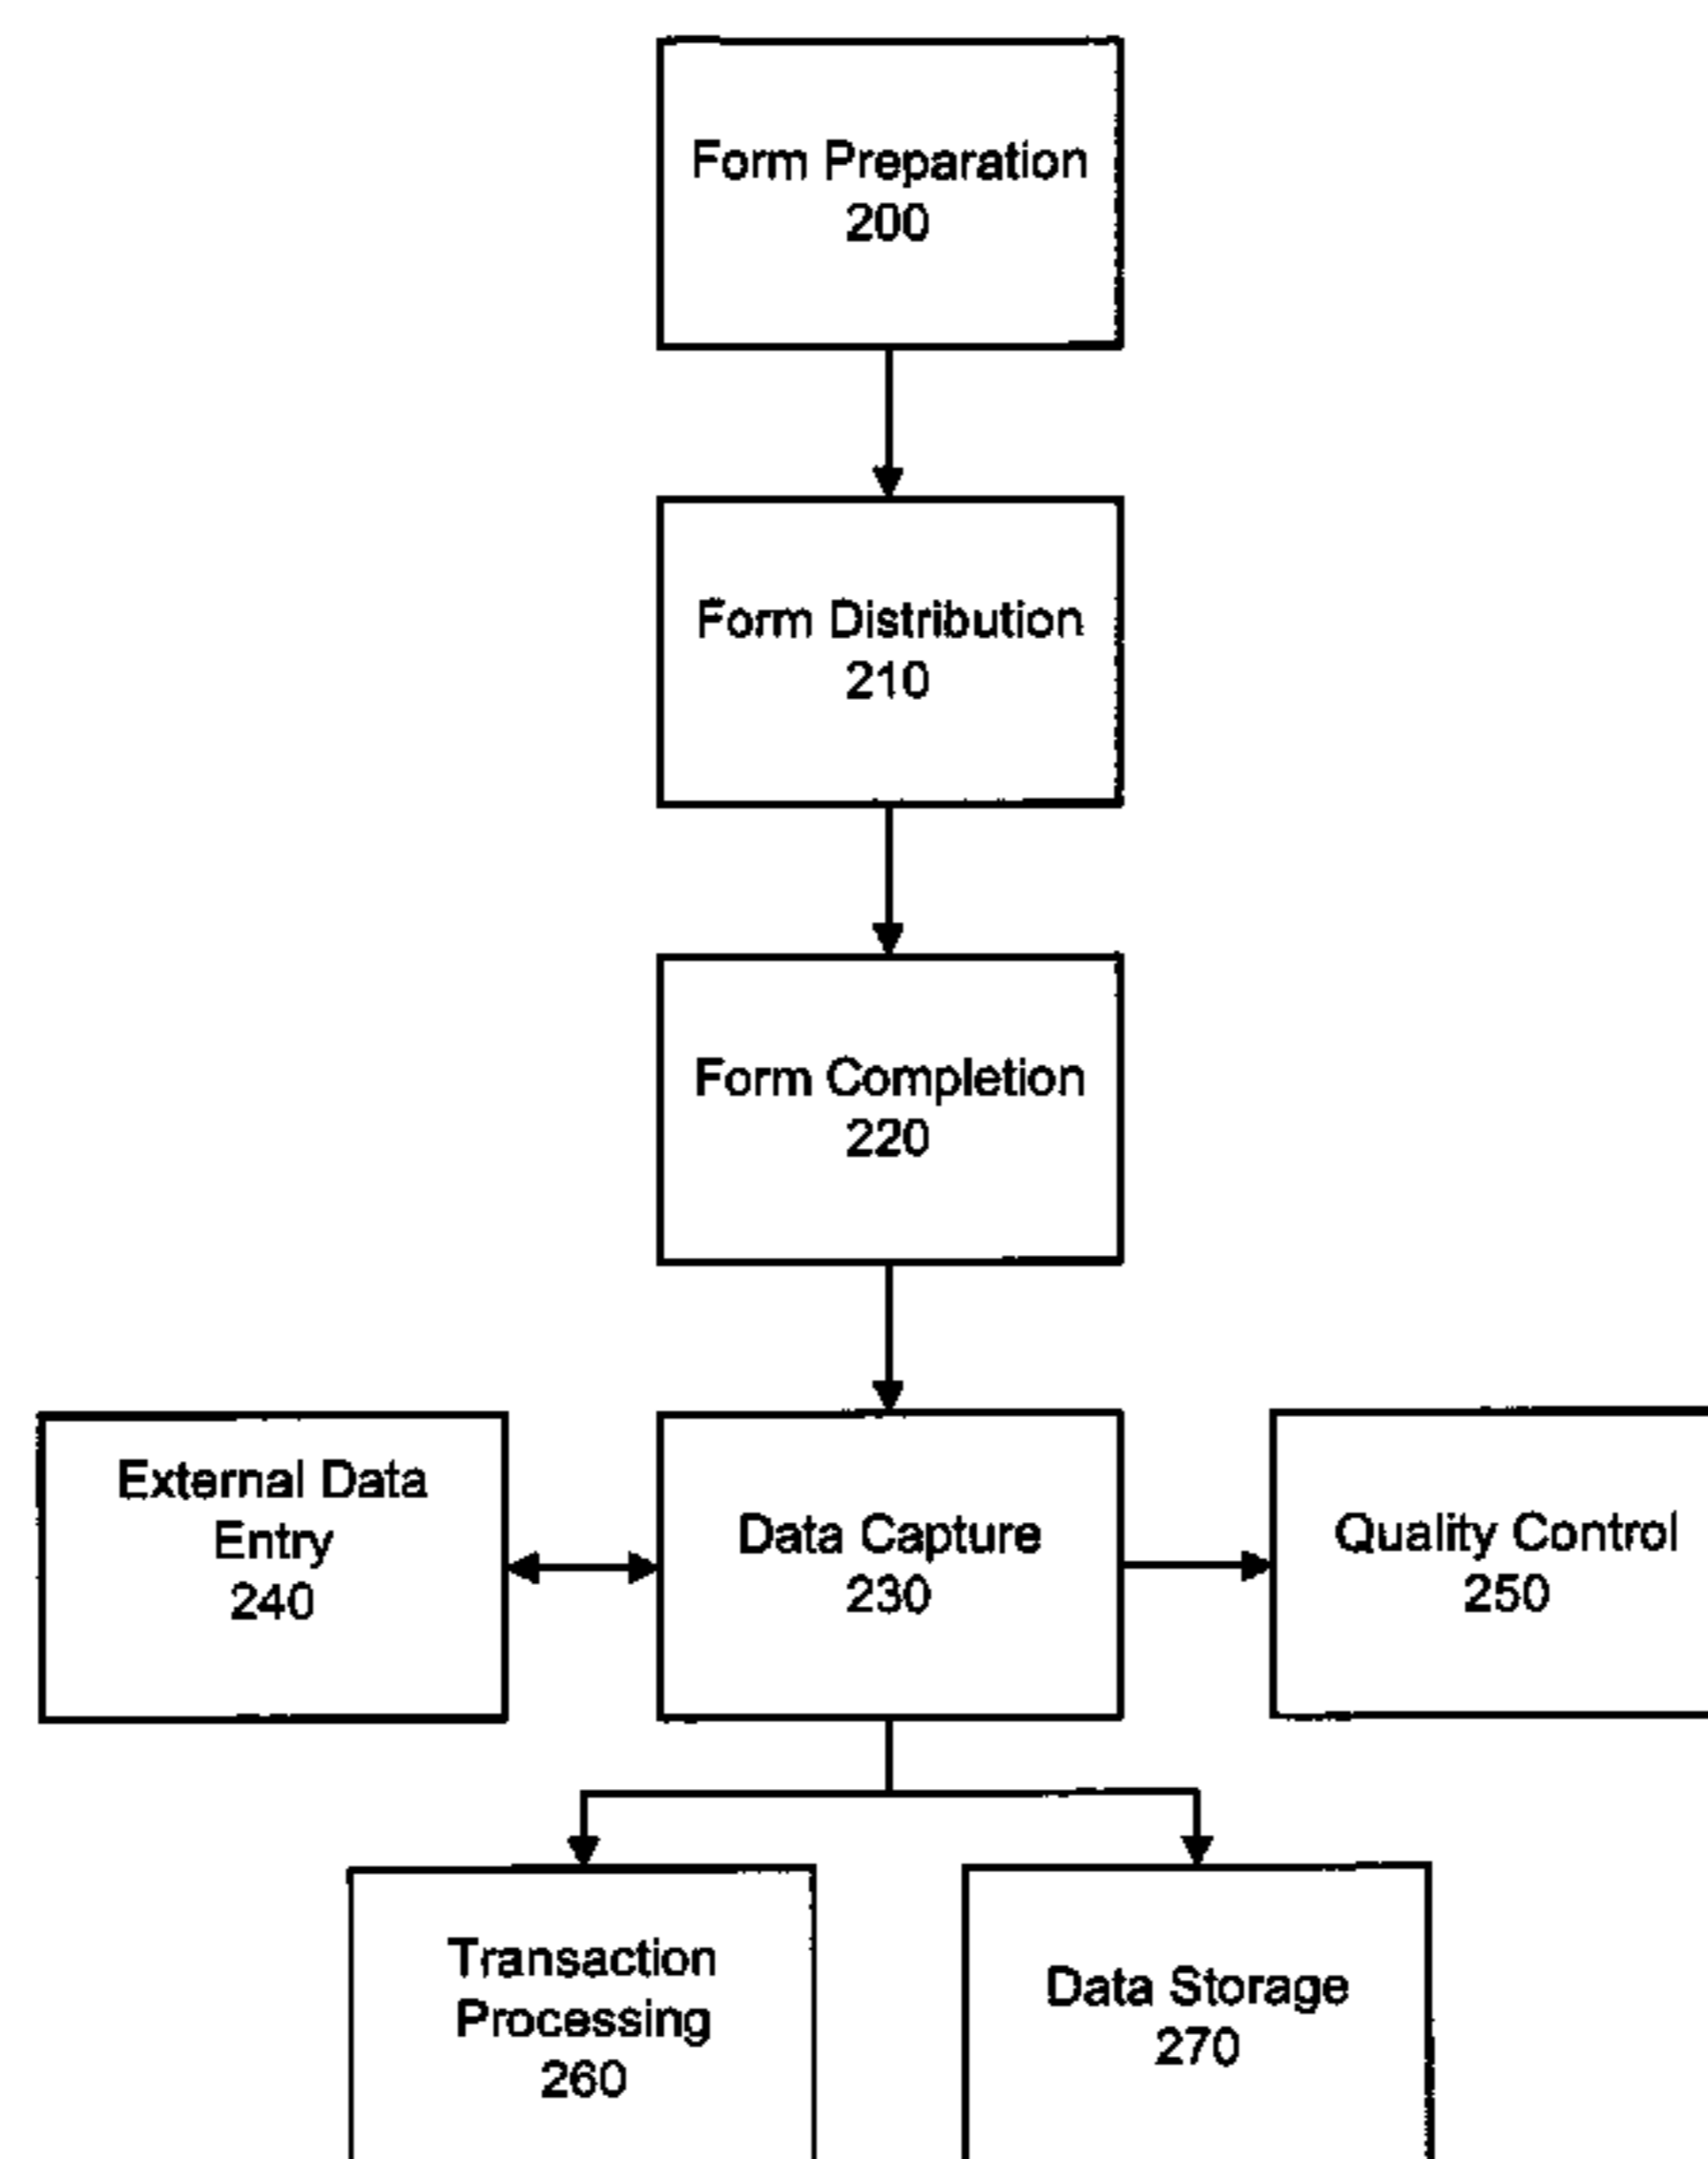 Form Preparation
200
Form Distribution
210
Form Completion
220
External Data
Entry
240
Data Capture
230
Quality Control
250
Transaction
Processing
260
Data Storage
270